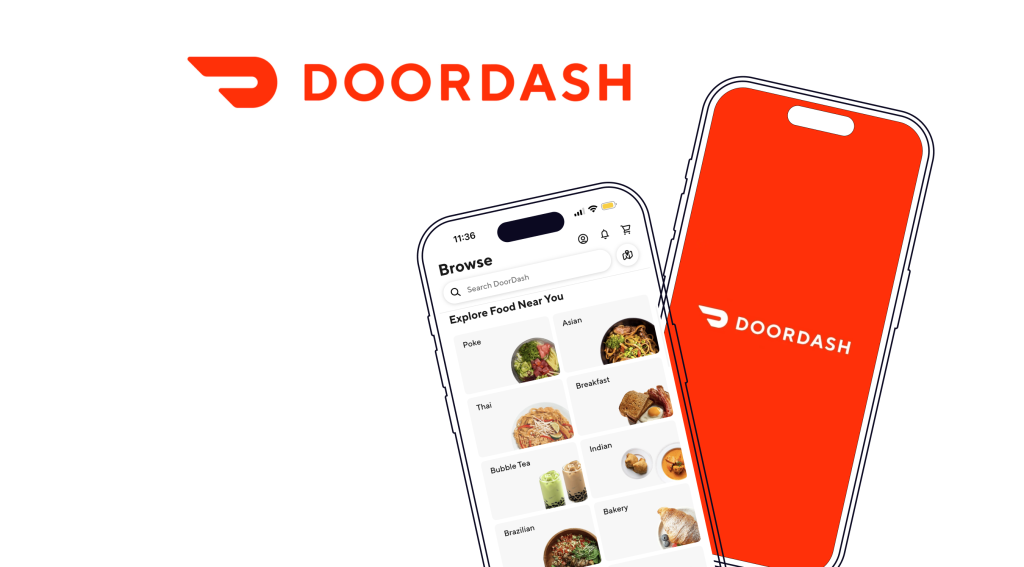 DOORDASH
11:36
Browse
Search DoorDash
Explore Food Near You
Poke
Asian
Thai
Breakfast
Bubble Tea
Indian
Brazilian
Bakery
DOORDASH